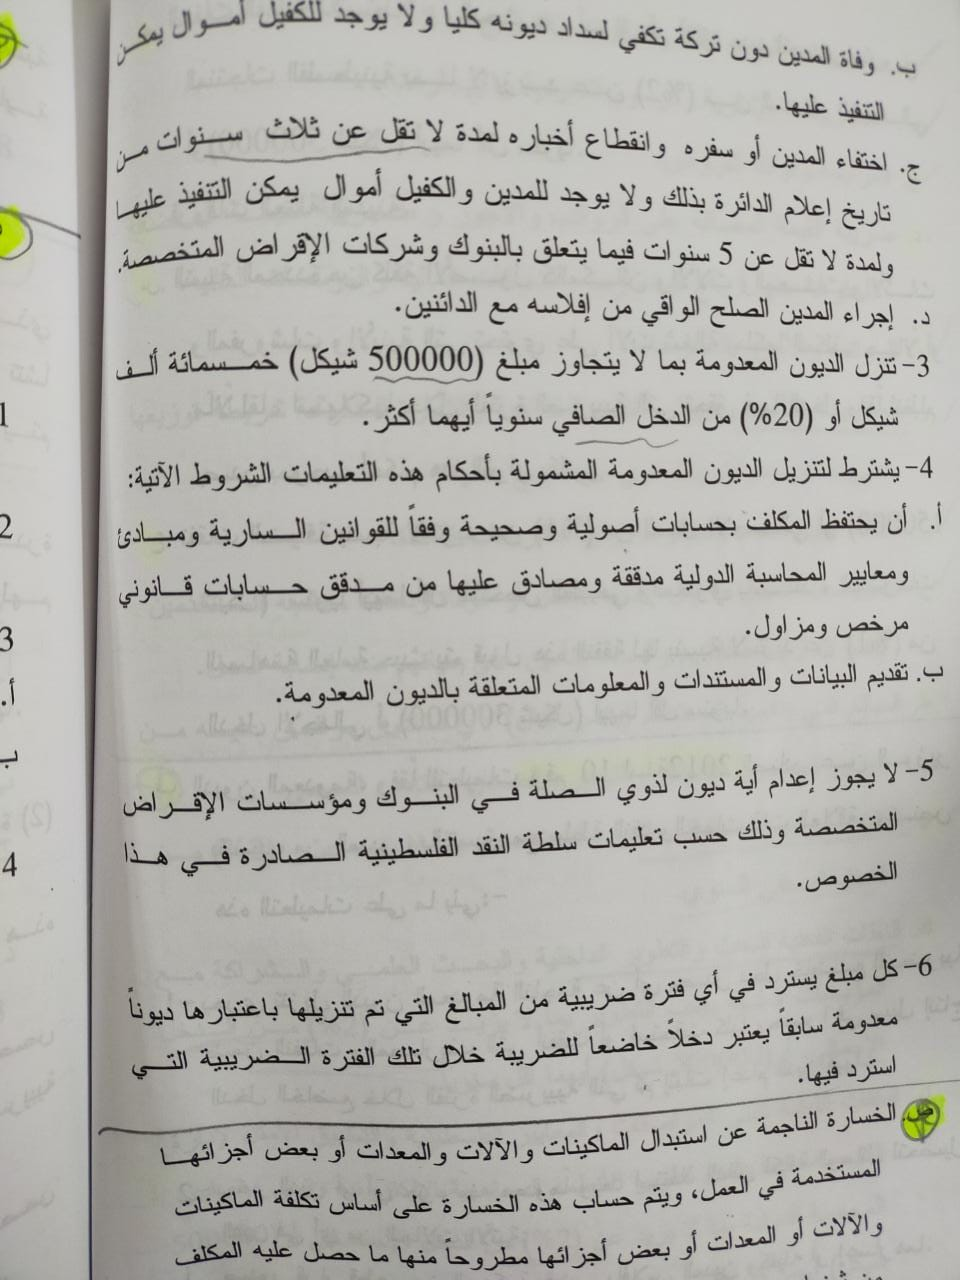 ب. وفاة المدين دون تركة تكفي لسداد ديونه كليا ولا يوجد للكفيل أموال يمكن
التنفيذ عليها.
ج. اختفاء المدين أو سفره وانقطاع أخباره لمدة لا تقل عن ثلاث سنوات من
تاريخ إعلام الدائرة بذلك ولا يوجد للمدين والكفيل أموال يمكن التنفيذ عليها
ولمدة لا تقل عن 5 سنوات فيما يتعلق بالبنوك وشركات الإقراض المتخصصة.
د. إجراء المدين الصلح الواقي من إفلاسه مع الدائنين.
3- تنزل الديون المعدومة بما لا يتجاوز مبلغ (500000 شيكل) خمسمائة ألف
شيكل أو (20%) من الدخل الصافي سنوياً أيهما أكثر.
4- يشترط لتنزيل الديون المعدومة المشمولة بأحكام هذه التعليمات الشروط الآتية:
أ. أن يحتفظ المكلف بحسابات أصولية وصحيحة وفقاً للقوانين السارية ومبادئ
ومعايير المحاسبة الدولية مدققة ومصادق عليها من مدقق حسابات قانوني
مرخص ومزاول.
ب. تقديم البيانات والمستندات والمعلومات المتعلقة بالديون المعدومة.
5- لا يجوز إعدام أية ديون لذوي الصلة في البنوك ومؤسسات الإقراض
المتخصصة وذلك حسب تعليمات سلطة النقد الفلسطينية الصادرة في هذا
الخصوص.
6- كل مبلغ يسترد في أي فترة ضريبية من المبالغ التي تم تنزيلها باعتبارها ديوناً
معدومة سابقاً يعتبر دخلاً خاضعاً للضريبة خلال تلك الفترة الضريبية التي
استرد فيها.
ص. الخسارة الناجمة عن استبدال الماكينات والآلات والمعدات أو بعض أجزائها
المستخدمة في العمل، ويتم حساب هذه الخسارة على أساس تكلفة الماكينات
والآلات أو المعدات أو بعض أجزائها مطروحاً منها ما حصل عليه المكلف
1
2
3
أ.
ب
4